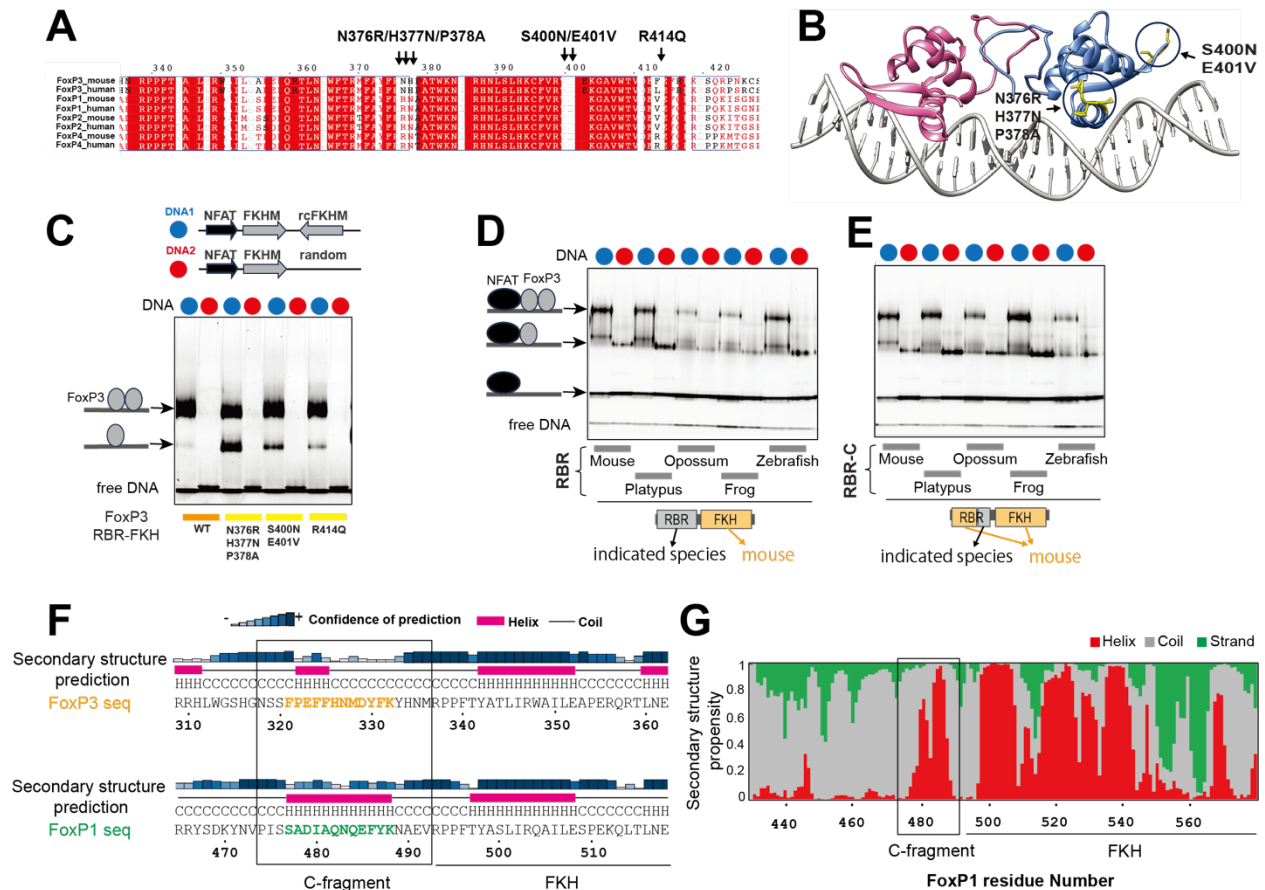 A
N376R/H377N/P378A S400N/E401V R414Q
340 350 360 370 380 390 400 410 420
FoxP3_mouse
FoxP3_human
FoxP1_mouse
FoxP1_human
FoxP2_mouse
FoxP2_human
FoxP4_mouse
FoxP4_human
B
S400N
E401V
N376R
H377N
P378A
C
DNA1 NFAT FKHM rcFKHM
DNA2 NFAT FKHM random
DNA
FoxP3
free DNA
FoxP3
RBR-FKH
WT
N376R
H377N
P378A
S400N
E401V
R414Q
D
DNA
NFAT FoxP3
free DNA
RBR
Mouse Opossum Zebrafish
Platypus Frog
RBR FKH
indicated species mouse
E
RBR-C
Mouse Opossum Zebrafish
Platypus Frog
RBR FKH
indicated species mouse
F
- + Confidence of prediction Helix Coil
Secondary structure
prediction
HHHCCCCCCCCCCHHHHCCCCCCCCCCCCCCCCHHHHHHHHHHHCCCCCCCHHH
FoxP3 seq
RRHLWGSHGNSSFPEFFHNMDYFKYHNMRPPFTYATLIRWAILEAPERQRTLNE
310 320 330 340 350 360
Secondary structure
prediction
CCCCCCCCCCCCHHHHHHHHHHHHCCCCCCCCHHHHHHHHHHHHCCCCCCCHHH
FoxP1 seq
RRYSDKYNVPISSADIAQNQEFYKNAEVRPPFTYASLIRQAILESPEKQLTLNE
470 480 490 500 510
C-fragment FKH
G
Helix Coil Strand
Secondary structure
propensity
1
0.8
0.6
0.4
0.2
0
440 460 480 500 520 540 560
C-fragment FKH
FoxP1 residue Number